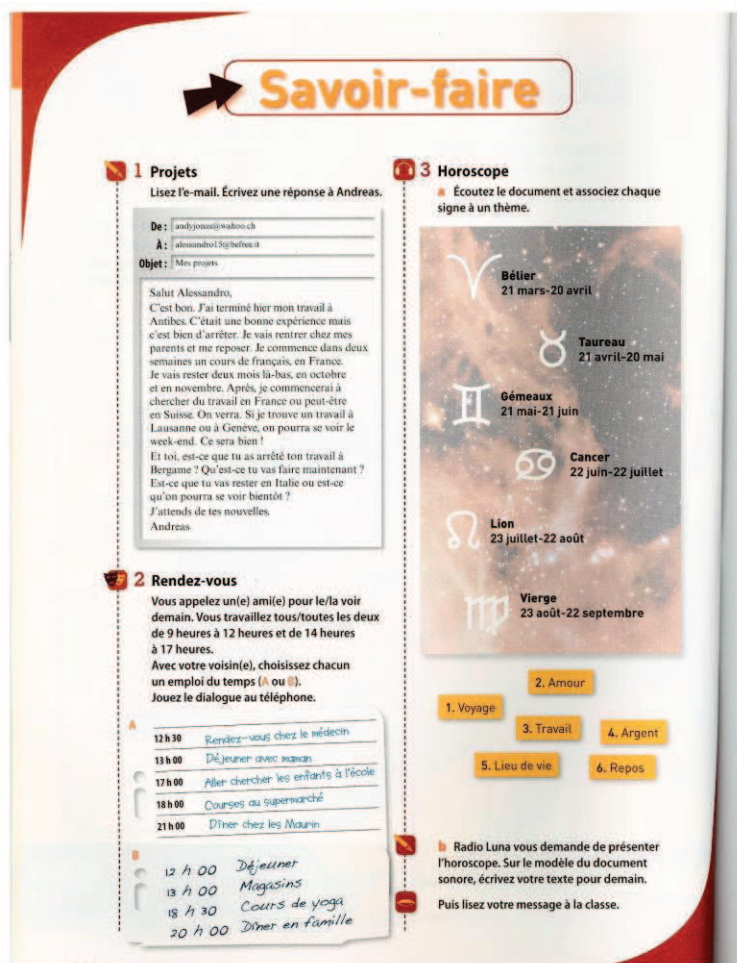 Savoir-faire
1 Projets
Lisez l'e-mail. Écrivez une réponse à Andreas.
De : andyjonas@wahoo.ch
À : alessandro15@befree.it
Objet : Mes projets
Salut Alessandro,
C'est bon. J'ai terminé hier mon travail à
Antibes. C'était une bonne expérience mais
c'est bien d'arrêter. Je vais rentrer chez mes
parents et me reposer. Je commence dans deux
semaines un cours de français, en France.
Je vais rester deux mois là-bas, en octobre
et en novembre. Après, je commencerai à
chercher du travail en France ou peut-être
en Suisse. On verra. Si je trouve un travail à
Lausanne ou à Genève, on pourra se voir le
week-end. Ce sera bien !
Et toi, est-ce que tu as arrêté ton travail à
Bergame ? Qu'est-ce tu vas faire maintenant ?
Est-ce que tu vas rester en Italie ou est-ce
qu'on pourra se voir bientôt ?
J'attends de tes nouvelles.
Andreas
2 Rendez-vous
Vous appelez un(e) ami(e) pour le/la voir
demain. Vous travaillez tous/toutes les deux
de 9 heures à 12 heures et de 14 heures
à 17 heures.
Avec votre voisin(e), choisissez chacun
un emploi du temps (A ou B).
Jouez le dialogue au téléphone.
A
12 h 30 Rendez-vous chez le médecin
13 h 00 Déjeuner avec maman
17 h 00 Aller chercher les enfants à l'école
18 h 00 Courses au supermarché
21 h 00 Dîner chez les Maurin
B
12 h 00 Déjeuner
13 h 00 Magasins
18 h 30 Cours de yoga
20 h 00 Dîner en famille
3 Horoscope
a Écoutez le document et associez chaque
signe à un thème.
Bélier
21 mars-20 avril
Taureau
21 avril-20 mai
Gémeaux
21 mai-21 juin
Cancer
22 juin-22 juillet
Lion
23 juillet-22 août
Vierge
23 août-22 septembre
2. Amour
1. Voyage
3. Travail
4. Argent
5. Lieu de vie
6. Repos
b Radio Luna vous demande de présenter
l'horoscope. Sur le modèle du document
sonore, écrivez votre texte pour demain.
Puis lisez votre message à la classe.